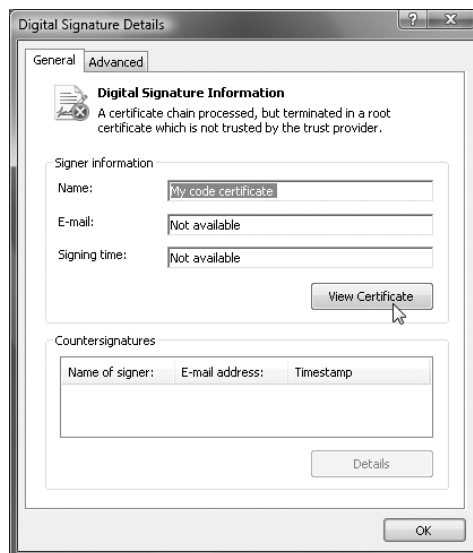 Digital Signature Details
? X
General Advanced
Digital Signature Information
A certificate chain processed, but terminated in a root
certificate which is not trusted by the trust provider.
Signer information
Name: My code certificate
E-mail: Not available
Signing time: Not available
View Certificate
Countersignatures
Name of signer: E-mail address: Timestamp
Details
OK